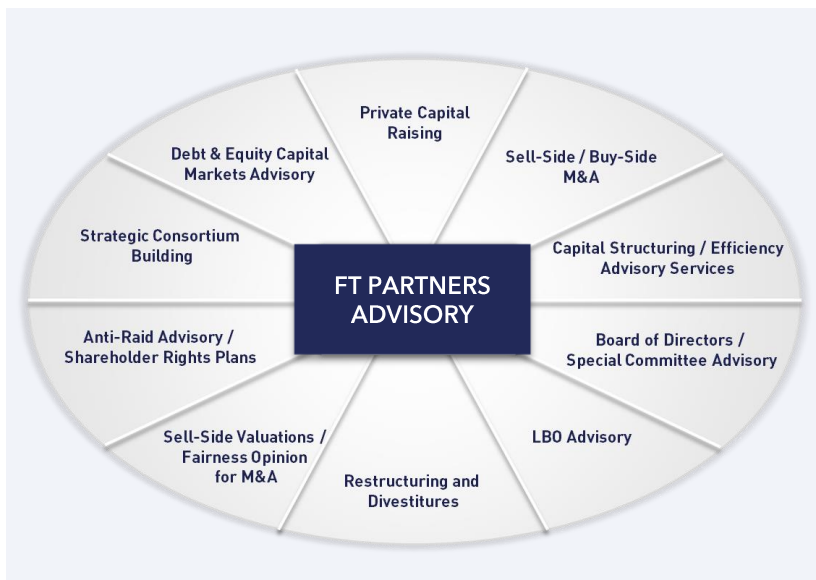 Private Capital
Raising
Sell-Side / Buy-Side
M&A
Capital Structuring / Efficiency
Advisory Services
Board of Directors /
Special Committee Advisory
LBO Advisory
Restructuring and
Divestitures
Sell-Side Valuations /
Fairness Opinion
for M&A
Anti-Raid Advisory /
Shareholder Rights Plans
Strategic Consortium
Building
Debt & Equity Capital
Markets Advisory
FT PARTNERS
ADVISORY